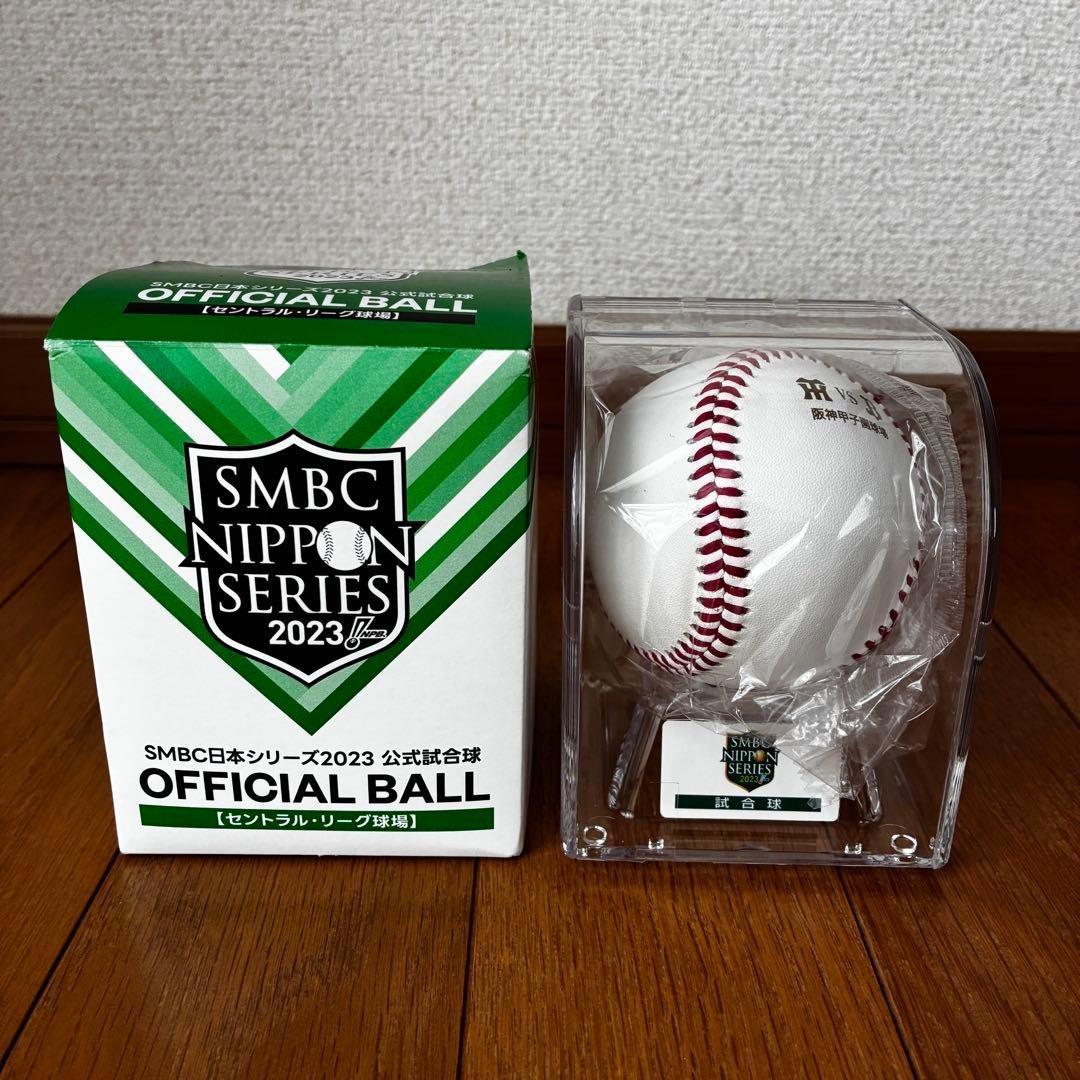 SMBC日本シリーズ2023 公式試合球
OFFICIAL BALL
【セントラル・リーグ球場】
SMBC
NIPPON
SERIES
2023
NPB
SMBC日本シリーズ2023 公式試合球
OFFICIAL BALL
【セントラル・リーグ球場】
VS
阪神甲子園球場
SMBC
NIPPON
SERIES
2023
試合球